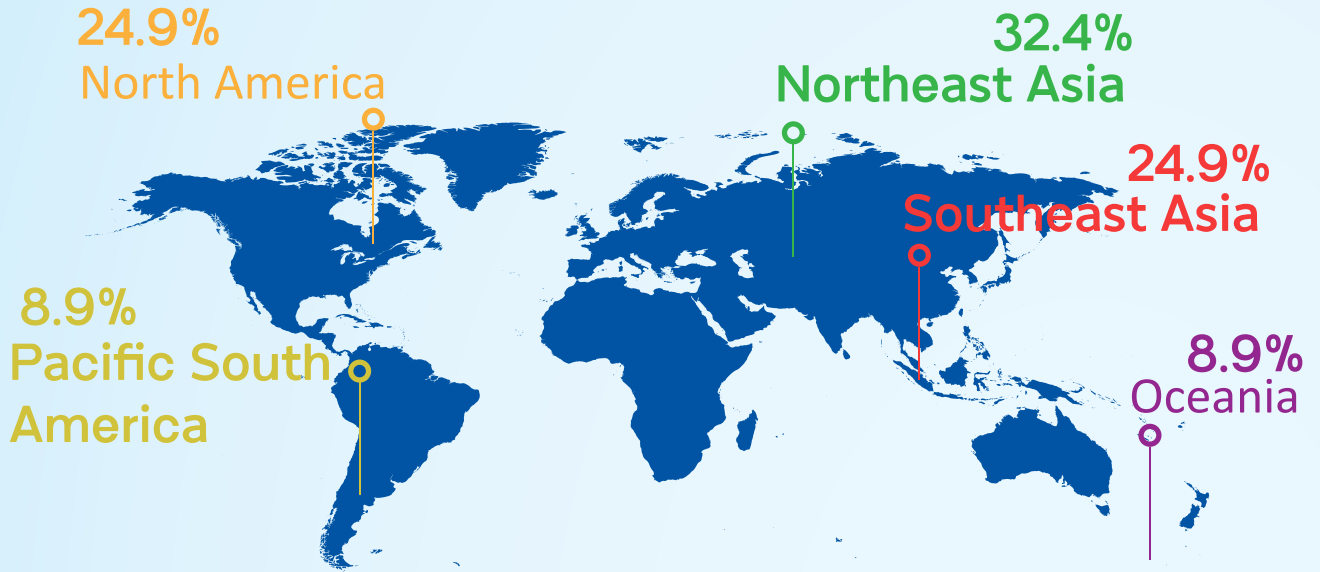 24.9%
North America
32.4%
Northeast Asia
24.9%
Southeast Asia
8.9%
Pacific South
America
8.9%
Oceania